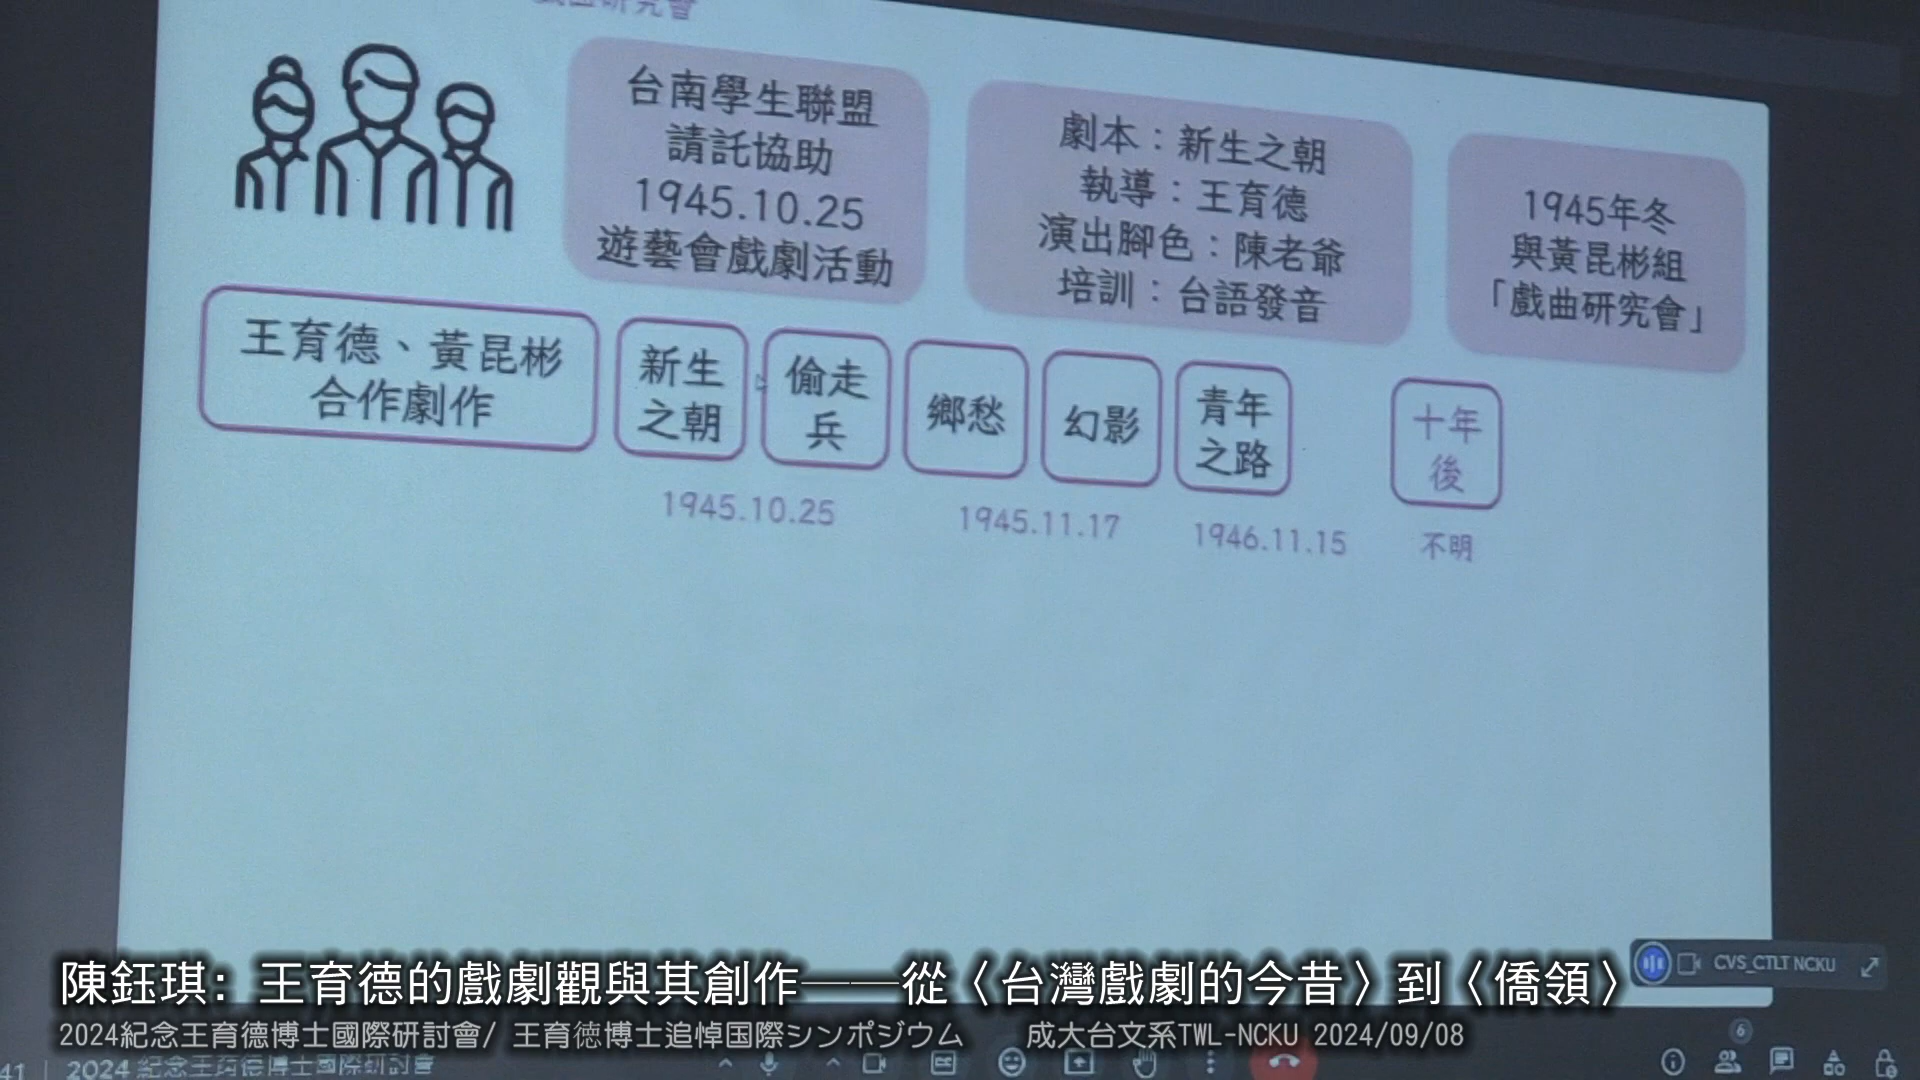 戲曲研究會
台南學生聯盟
請託協助
1945.10.25
遊藝會戲劇活動
劇本：新生之朝
執導：王育德
演出腳色：陳老爺
培訓：台語發音
1945年冬
與黃昆彬組
「戲曲研究會」
王育德、黃昆彬
合作劇作
新生
之朝
偷走
兵
鄉愁
幻影
青年
之路
十年
後
1945.10.25
1945.11.17
1946.11.15
不明
CVS_CTLT NCKU
陳鈺琪：王育德的戲劇觀與其創作——從〈台灣戲劇的今昔〉到〈僑領〉
2024紀念王育德博士國際研討會/ 王育徳博士追悼国際シンポジウム 成大台文系TWL-NCKU 2024/09/08
6
41 | 2024 紀念王育德博士國際研討會